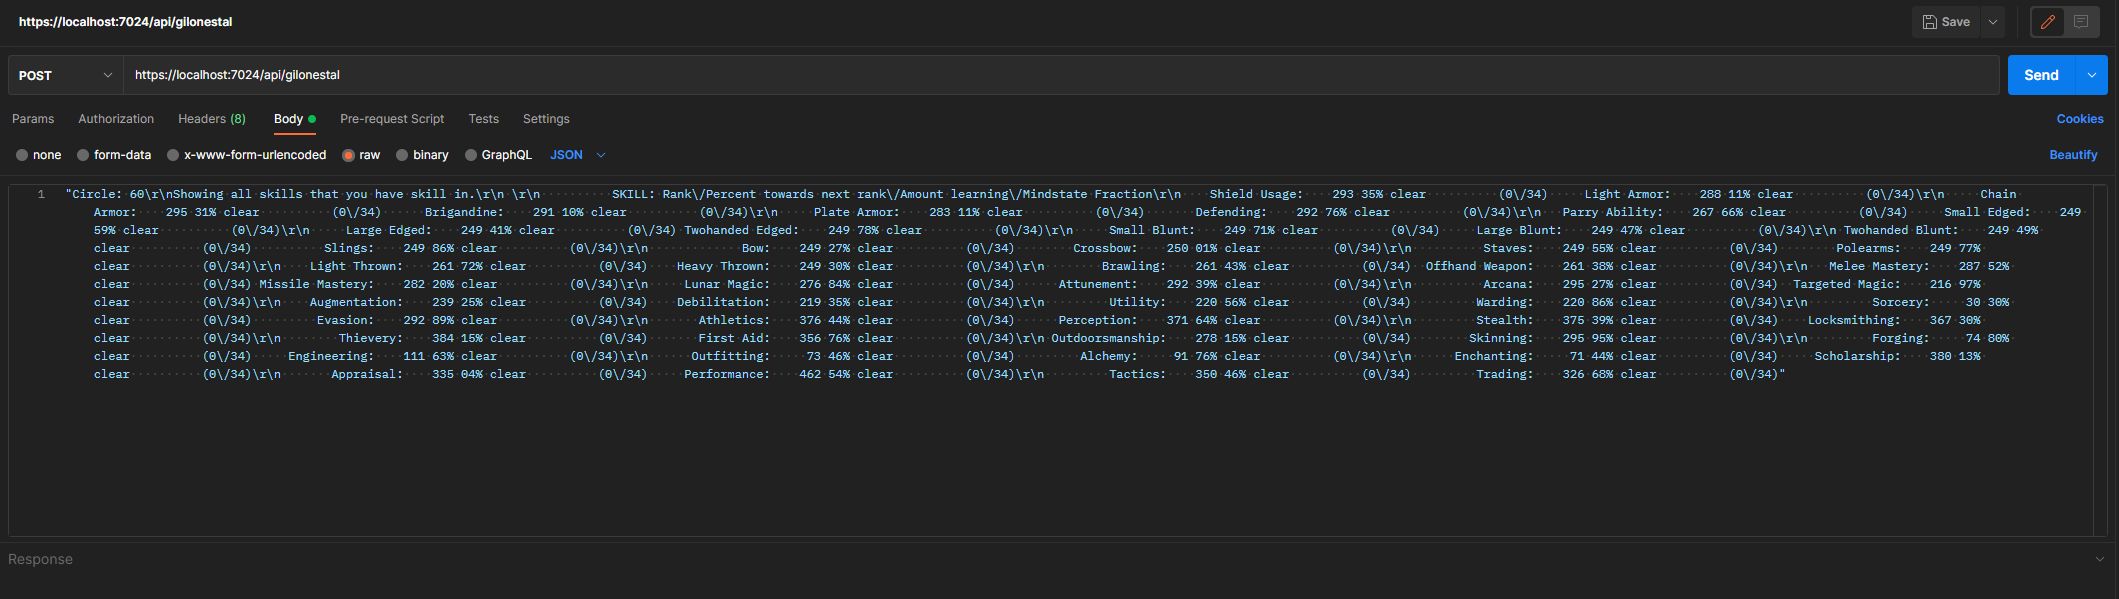 https://localhost:7024/api/gilonestal
Save
POST
https://localhost:7024/api/gilonestal
Send
Params Authorization Headers (8) Body Pre-request Script Tests Settings Cookies
none form-data x-www-form-urlencoded raw binary GraphQL JSON Beautify
1 "Circle: 60\r\nShowing all skills that you have skill in.\r\n \r\n SKILL: Rank\/Percent towards next rank\/Amount learning\/Mindstate Fraction\r\n Shield Usage: 293 35% clear (0\/34) Light Armor: 288 11% clear (0\/34)\r\n Chain
Armor: 295 31% clear (0\/34) Brigandine: 291 10% clear (0\/34)\r\n Plate Armor: 283 11% clear (0\/34) Defending: 292 76% clear (0\/34)\r\n Parry Ability: 267 66% clear (0\/34) Small Edged: 249
59% clear (0\/34)\r\n Large Edged: 249 41% clear (0\/34) Twohanded Edged: 249 78% clear (0\/34)\r\n Small Blunt: 249 71% clear (0\/34) Large Blunt: 249 47% clear (0\/34)\r\n Twohanded Blunt: 249 49%
clear (0\/34) Slings: 249 86% clear (0\/34)\r\n Bow: 249 27% clear (0\/34) Crossbow: 250 01% clear (0\/34)\r\n Staves: 249 55% clear (0\/34) Polearms: 249 77%
clear (0\/34)\r\n Light Thrown: 261 72% clear (0\/34) Heavy Thrown: 249 30% clear (0\/34)\r\n Brawling: 261 43% clear (0\/34) Offhand Weapon: 261 38% clear (0\/34)\r\n Melee Mastery: 287 52%
clear (0\/34) Missile Mastery: 282 20% clear (0\/34)\r\n Lunar Magic: 276 84% clear (0\/34) Attunement: 292 39% clear (0\/34)\r\n Arcana: 295 27% clear (0\/34) Targeted Magic: 216 97%
clear (0\/34)\r\n Augmentation: 239 25% clear (0\/34) Debilitation: 219 35% clear (0\/34)\r\n Utility: 220 56% clear (0\/34) Warding: 220 86% clear (0\/34)\r\n Sorcery: 30 30%
clear (0\/34) Evasion: 292 89% clear (0\/34)\r\n Athletics: 376 44% clear (0\/34) Perception: 371 64% clear (0\/34)\r\n Stealth: 375 39% clear (0\/34) Locksmithing: 367 30%
clear (0\/34)\r\n Thievery: 384 15% clear (0\/34) First Aid: 356 76% clear (0\/34)\r\n Outdoorsmanship: 278 15% clear (0\/34) Skinning: 295 95% clear (0\/34)\r\n Forging: 74 80%
clear (0\/34) Engineering: 111 63% clear (0\/34)\r\n Outfitting: 73 46% clear (0\/34) Alchemy: 91 76% clear (0\/34)\r\n Enchanting: 71 44% clear (0\/34) Scholarship: 380 13%
clear (0\/34)\r\n Appraisal: 335 04% clear (0\/34) Performance: 462 54% clear (0\/34)\r\n Tactics: 350 46% clear (0\/34) Trading: 326 68% clear (0\/34)"
Response